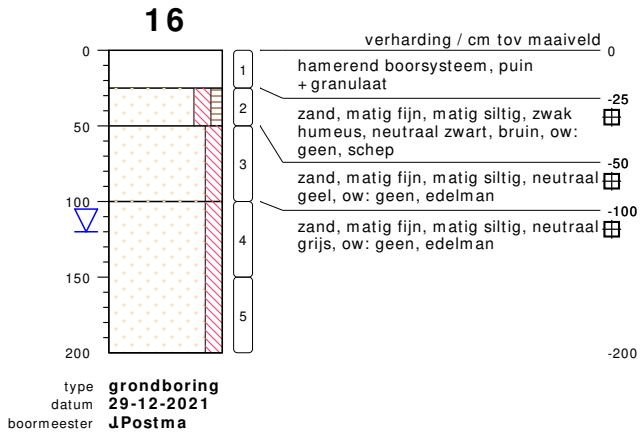 16
verharding / cm tov maaiveld
0
0
1
hamerend boorsysteem, puin
+granulaat
-25
2
zand, matig fijn, matig siltig, zwak
humeus, neutraal zwart, bruin, ow:
geen, schep
50
-50
3
zand, matig fijn, matig siltig, neutraal
geel, ow: geen, edelman
100
-100
zand, matig fijn, matig siltig, neutraal
grijs, ow: geen, edelman
4
150
5
200
-200
type grondboring
datum 29-12-2021
boormeester J.Postma